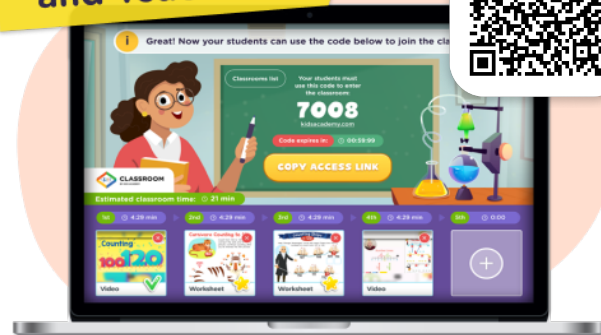 and
Great! Now your students can use the code below to join the cla
Classrooms list
Your students must
use this code to enter
the classroom:
7008
kidsacademy.com
Code expires in: 00:59:99
COPY ACCESS LINK
CLASSROOM
Estimated classroom time: 21 min
1st 4:29 min 2nd 4:29 min 3rd 4:29 min 4th 4:29 min 5th 0:00
Counting
100 120
Video Worksheet Worksheet Video